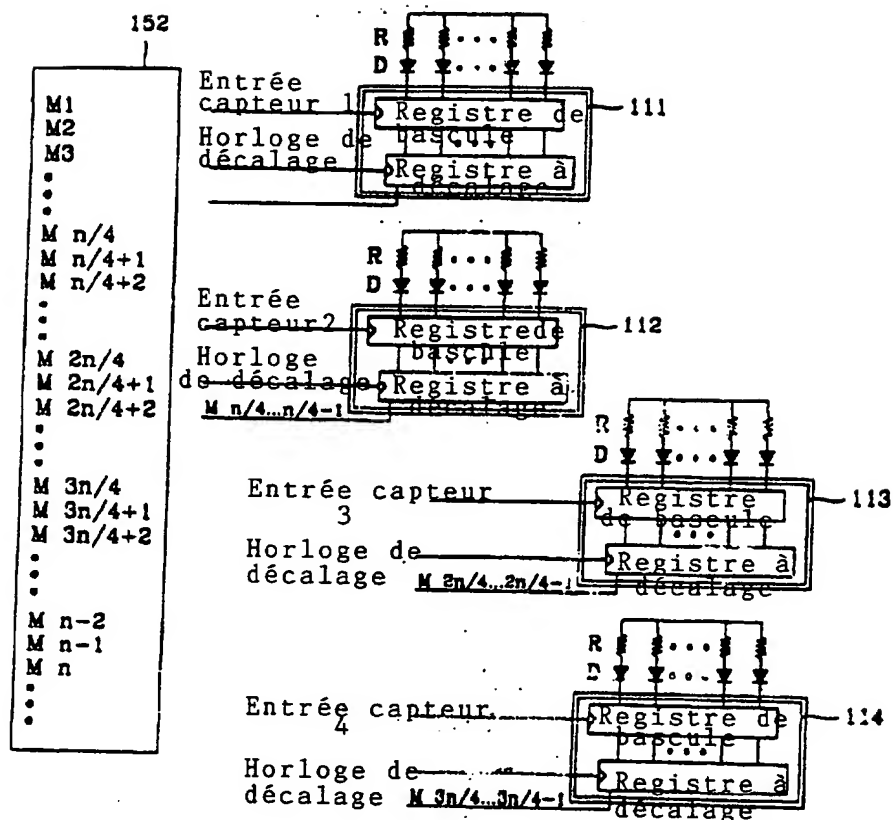 152
M1
M2
M3
M n/4
M n/4+1
M n/4+2
M 2n/4
M 2n/4+1
M 2n/4+2
M 3n/4
M 3n/4+1
M 3n/4+2
M n-2
M n-1
M n
R
D
Entrée
capteur 1
Registre de
bascule
111
Horloge de
décalage
Registre à
décalage
R
D
Entrée
capteur2
Registrede
bascule
112
Horloge
de décalage
Registre à
décalage
M n/4...n/4-1
R
D
Entrée capteur
3
Registre
de bascule
113
Horloge de
décalage
Registre à
décalage
M 2n/4...2n/4-1
R
D
Entrée capteur
4
Registre de
bascule
114
Horloge de
décalage
Registre à
décalage
M 3n/4...3n/4-1